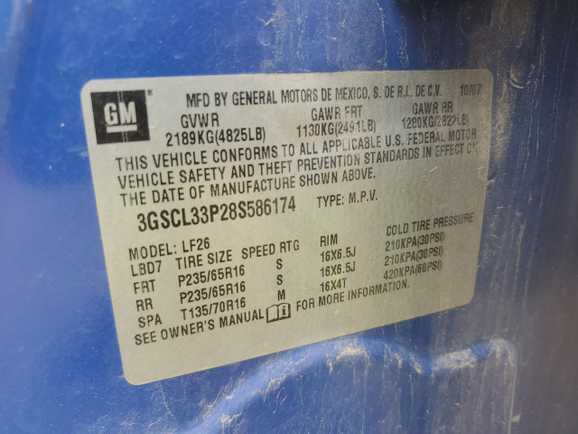 GM
MFD BY GENERAL MOTORS DE MEXICO, S. DE R.L. DE C.V. 10/07
GVWR GAWR FRT GAWR RR
2189KG(4825LB) 1130KG(2491LB) 1280KG(2822LB)
THIS VEHICLE CONFORMS TO ALL APPLICABLE U.S. FEDERAL MOTOR
VEHICLE SAFETY AND THEFT PREVENTION STANDARDS IN EFFECT ON
THE DATE OF MANUFACTURE SHOWN ABOVE.
3GSCL33P28S586174 TYPE: M.P.V.
MODEL: LF26
LBD7 TIRE SIZE SPEED RTG RIM COLD TIRE PRESSURE
FRT P235/65R16 S 16X6.5J 210KPA(30PSI)
RR P235/65R16 S 16X6.5J 210KPA(30PSI)
SPA T135/70R16 M 16X4T 420KPA(60PSI)
SEE OWNER'S MANUAL FOR MORE INFORMATION.